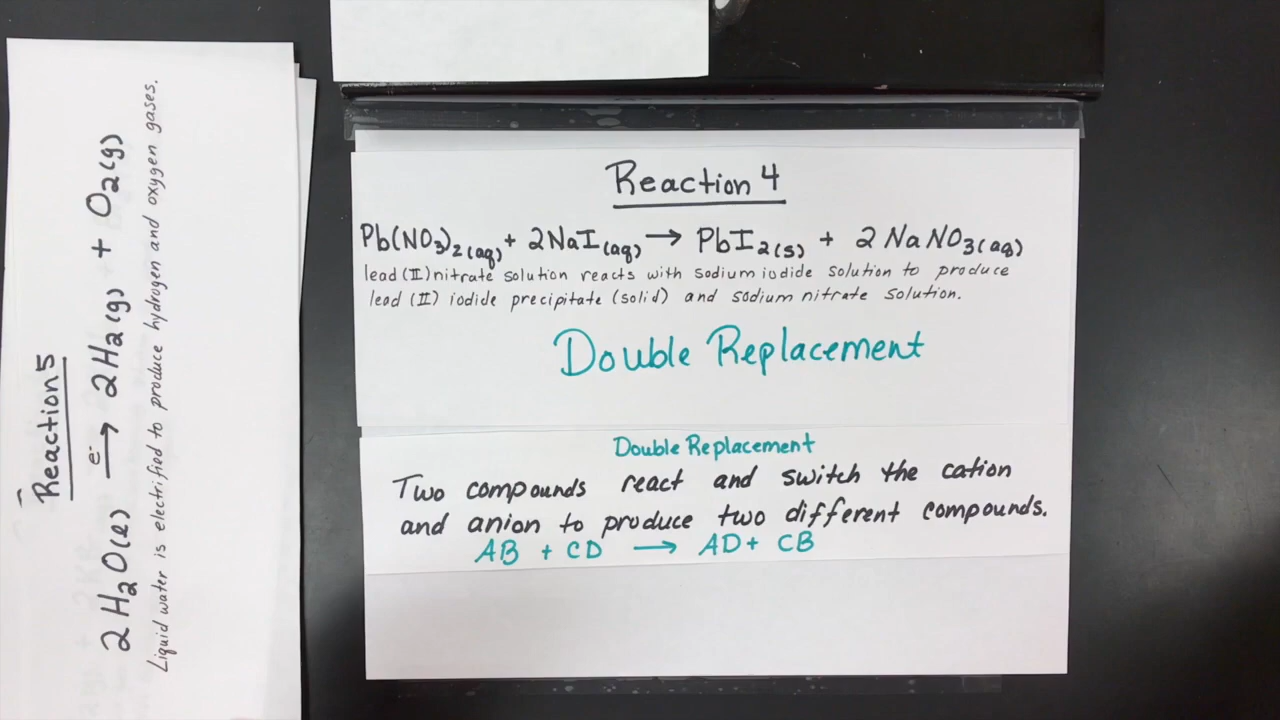 Reaction 4
Pb(NO₃)₂(aq) + 2NaI(aq) → PbI₂(s) + 2 NaNO₃(aq)
lead (II) nitrate solution reacts with sodium iodide solution to produce
lead (II) iodide precipitate (solid) and sodium nitrate solution.
Double Replacement
Double Replacement
Two compounds react and switch the cation
and anion to produce two different compounds.
AB + CD → AD + CB
Reaction 5
2 H₂O(l) e⁻→ 2H₂(g) + O₂(g)
Liquid water is electrified to produce hydrogen and oxygen gases.